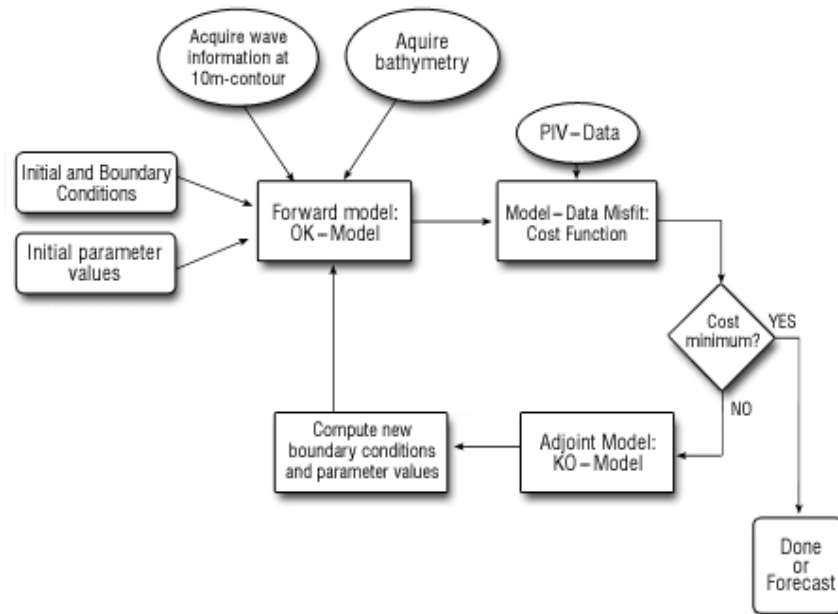 Acquire wave
information at
10m-contour
Aquire
bathymetry
PIV-Data
Initial and Boundary
Conditions
Forward model:
OK-Model
Model-Data Misfit:
Cost Function
Initial parameter
values
Cost
minimum?
YES
NO
Compute new
boundary conditions
and parameter values
Adjoint Model:
KO-Model
Done
or
Forecast